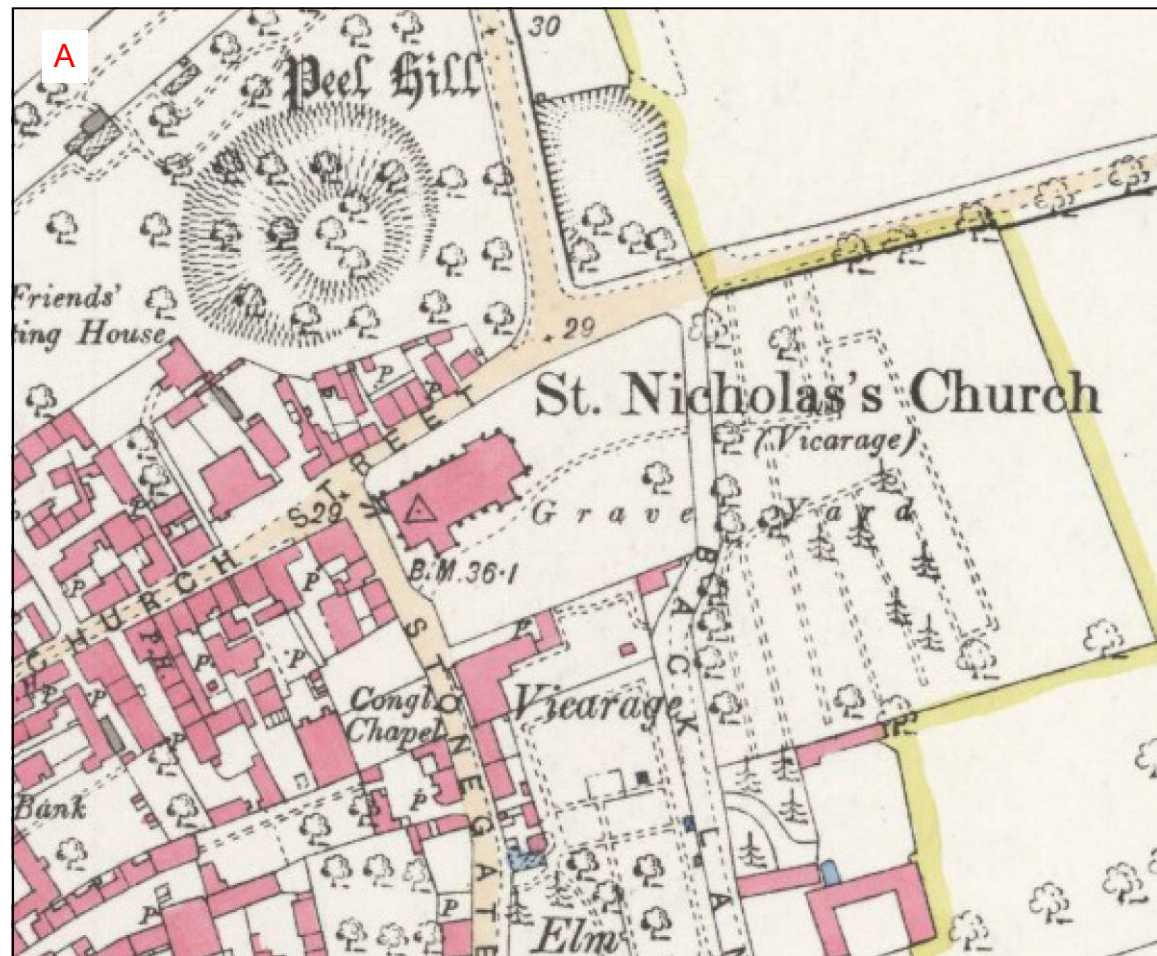 A
30
Peel Hill
Friends'
ting House
29
P
P
St. Nicholas's Church
(Vicarage)
Grave Yard
CHURCH STREET
29
B.M. 36·1
P
P
P
P
P
P.H.
P
P
P
P
Congl.
Chapel
Vicarage
BACK LAN
STONEGATE
P
Bank
P
P
Elm